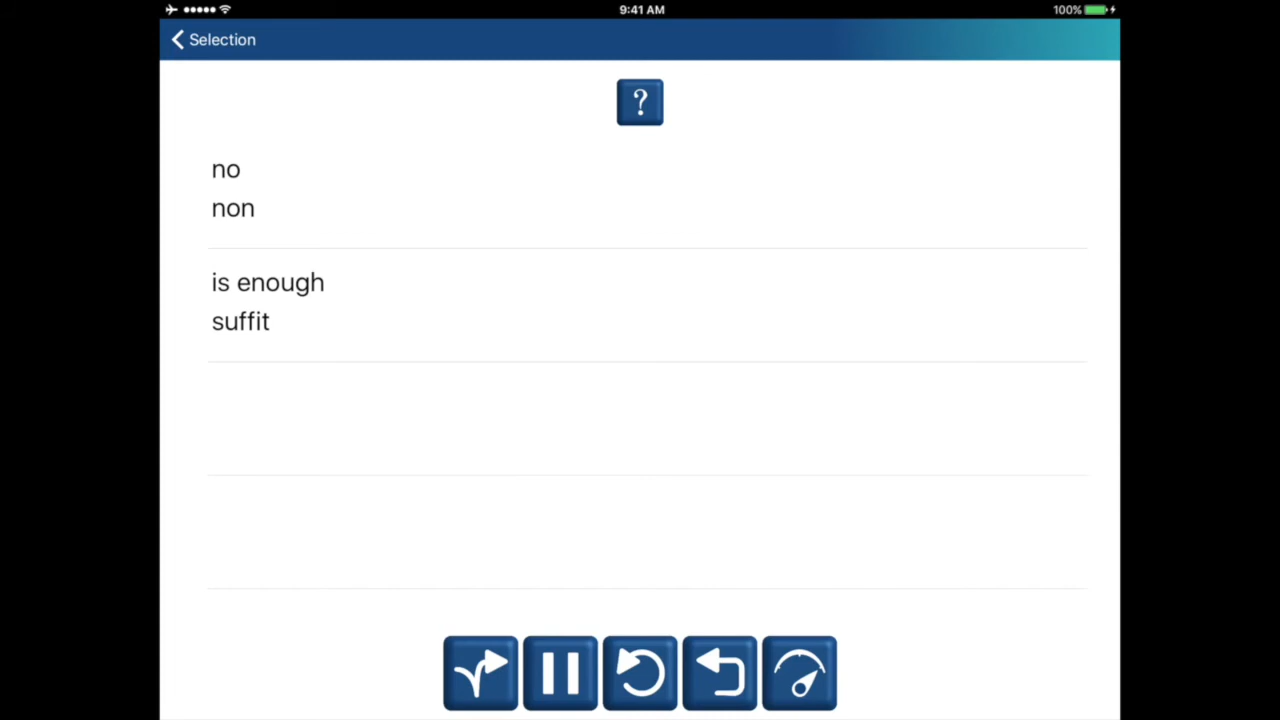 9:41 AM
100%
Selection
?
no
non
is enough
suffit